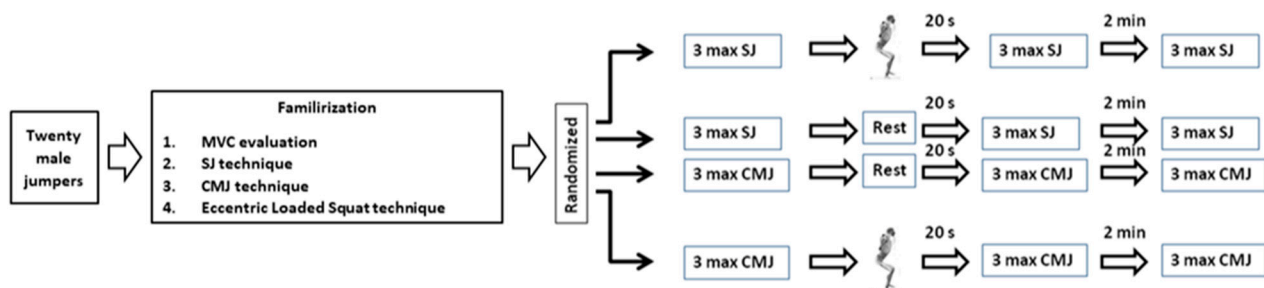 20 s
2 min
3 max SJ
3 max SJ
3 max SJ
Familirization
Twenty
male
jumpers
1. MVC evaluation
2. SJ technique
3. CMJ technique
4. Eccentric Loaded Squat technique
Randomized
20 s
2 min
3 max SJ
Rest
3 max SJ
3 max SJ
20 s
2 min
3 max CMJ
Rest
3 max CMJ
3 max CMJ
20 s
2 min
3 max CMJ
3 max CMJ
3 max CMJ